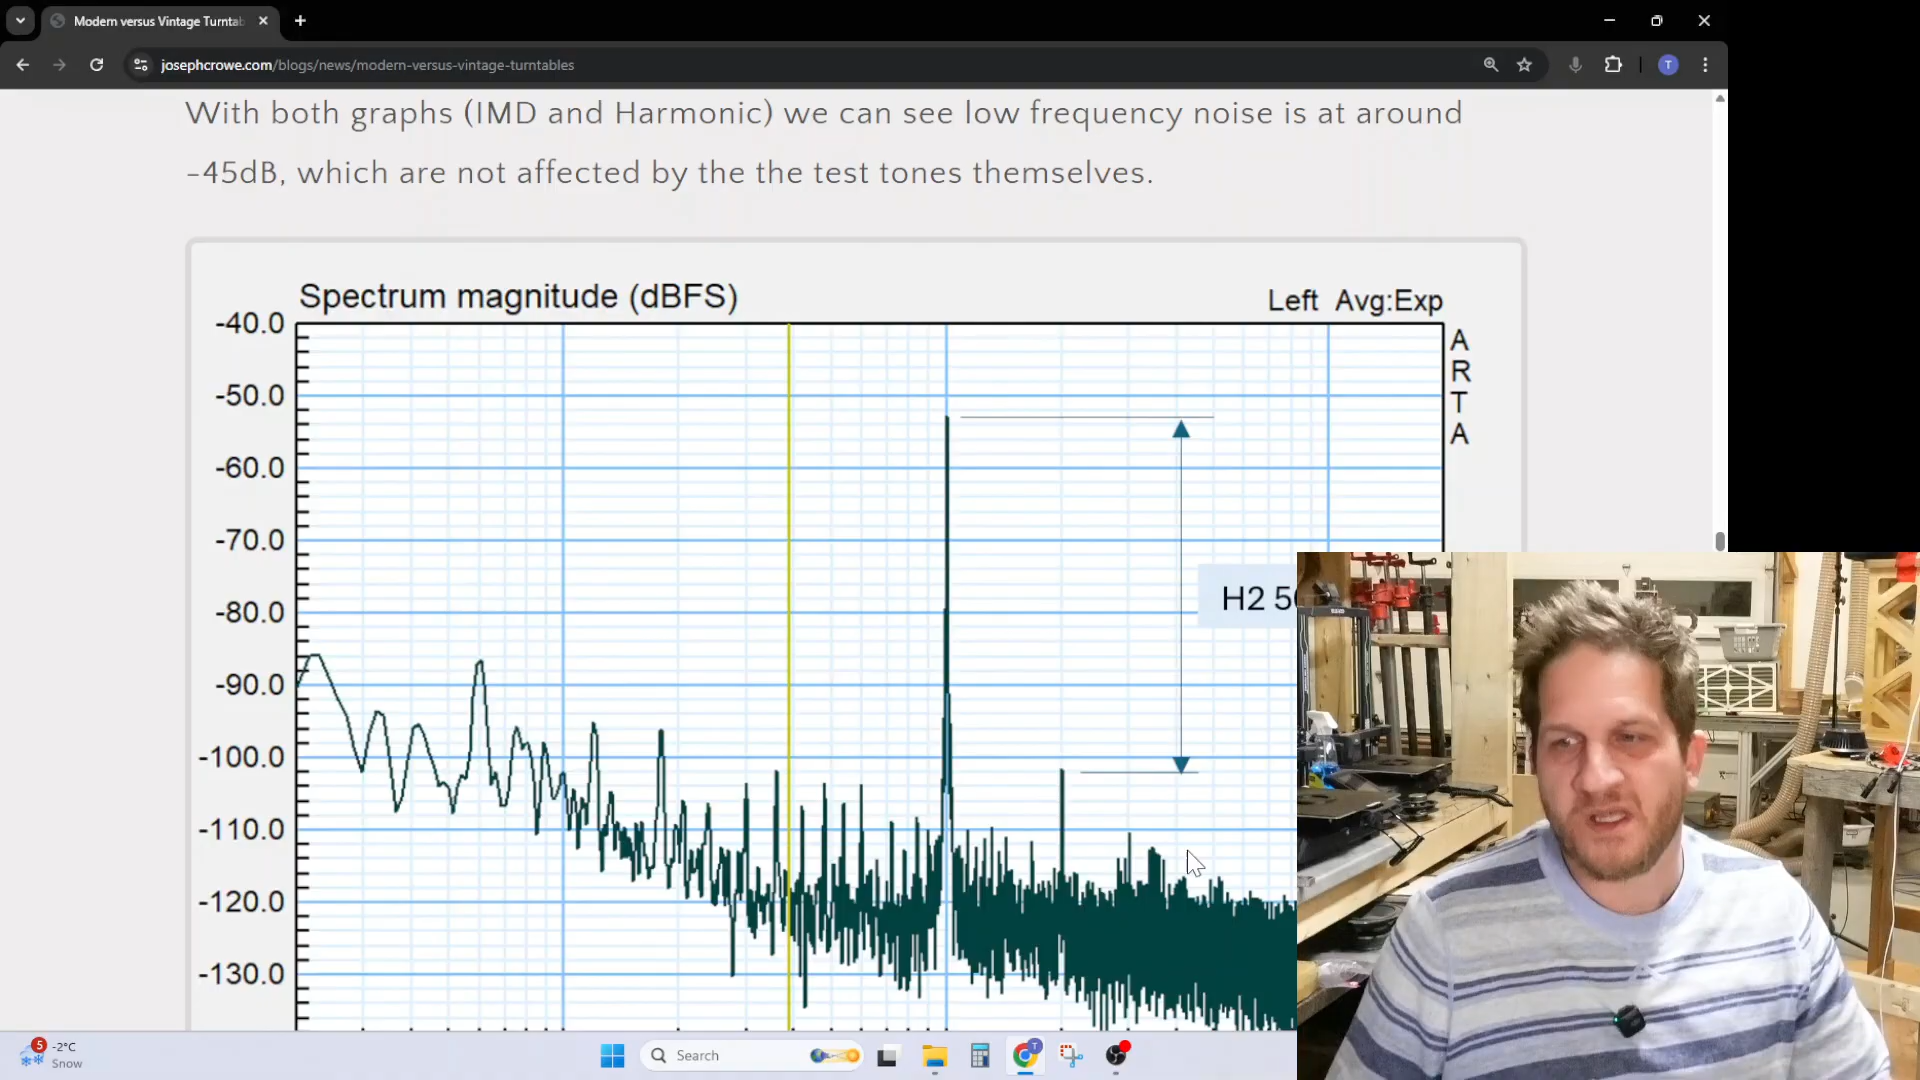 Modern versus Vintage Turnta
josephcrowe.com/blogs/news/modern-versus-vintage-turntables
T
With both graphs (IMD and Harmonic) we can see low frequency noise is at around
-45dB, which are not affected by the the test tones themselves.
Spectrum magnitude (dBFS)
Left Avg:Exp
-40.0
-50.0
-60.0
-70.0
-80.0
-90.0
-100.0
-110.0
-120.0
-130.0
A
R
T
A
H2
5
-2°C
Snow
Search
T